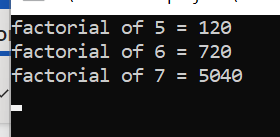 factorial of 5 = 120
factorial of 6 = 720
factorial of 7 = 5040